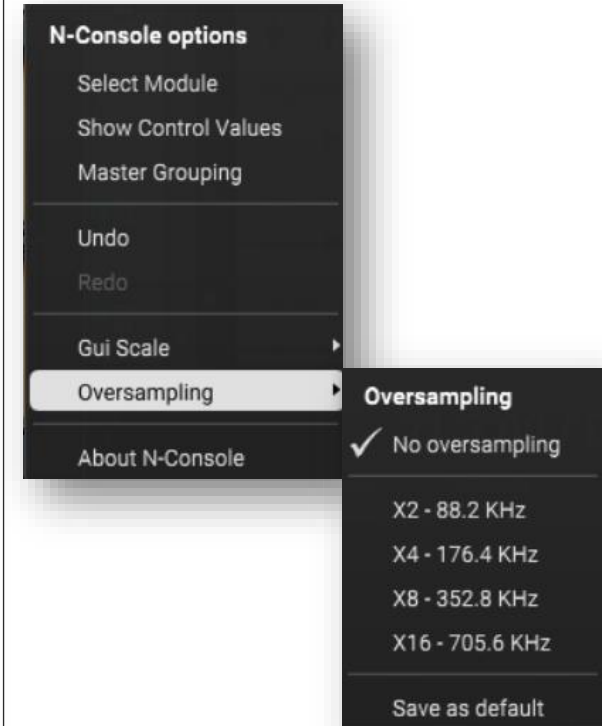 N-Console options
Select Module
Show Control Values
Master Grouping
Undo
Redo
Gui Scale
Oversampling
About N-Console
Oversampling
No oversampling
X2 - 88.2 KHz
X4 - 176.4 KHz
X8 - 352.8 KHz
X16 - 705.6 KHz
Save as default